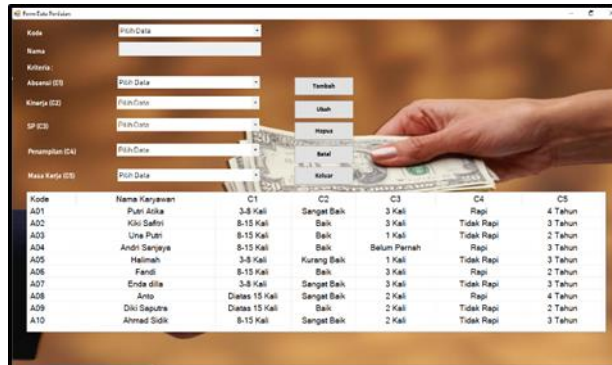 Form Data Penilaian
Kode Pilih Data
Nama
Kriteria :
Absensi (C1) Pilih Data
Tambah
Kinerja (C2) Pilih Data
Ubah
SP (C3) Pilih Data
Hapus
Penampilan (C4) Pilih Data
Batal
Masa Kerja (C5) Pilih Data
Keluar
Kode Nama Karyawan C1 C2 C3 C4 C5
A01 Putri Atika 3-8 Kali Sangat Baik 3 Kali Rapi 4 Tahun
A02 Kiki Safitri 8-15 Kali Baik 3 Kali Tidak Rapi 3 Tahun
A03 Una Putri 8-15 Kali Baik 1 Kali Tidak Rapi 2 Tahun
A04 Andri Sanjaya 8-15 Kali Baik Belum Pernah Rapi 3 Tahun
A05 Halimah 3-8 Kali Kurang Baik 1 Kali Tidak Rapi 3 Tahun
A06 Fandi 8-15 Kali Baik 3 Kali Rapi 2 Tahun
A07 Enda dilla 3-8 Kali Sangat Baik 3 Kali Tidak Rapi 3 Tahun
A08 Anto Diatas 15 Kali Sangat Baik 2 Kali Rapi 4 Tahun
A09 Diki Saputra Diatas 15 Kali Baik 2 Kali Tidak Rapi 2 Tahun
A10 Ahmad Sidik 8-15 Kali Sangat Baik 2 Kali Tidak Rapi 3 Tahun